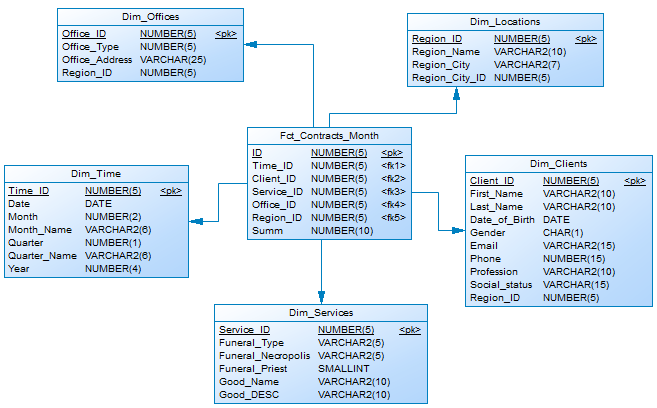 Dim_Offices
Office_ID NUMBER(5) <pk>
Office_Type NUMBER(5)
Office_Address VARCHAR(25)
Region_ID NUMBER(5)
Dim_Locations
Region_ID NUMBER(5) <pk>
Region_Name VARCHAR2(10)
Region_City VARCHAR2(7)
Region_City_ID NUMBER(5)
Fct_Contracts_Month
ID NUMBER(5) <pk>
Time_ID NUMBER(5) <fk1>
Client_ID NUMBER(5) <fk2>
Service_ID NUMBER(5) <fk3>
Office_ID NUMBER(5) <fk4>
Region_ID NUMBER(5) <fk5>
Summ NUMBER(10)
Dim_Time
Time_ID NUMBER(5) <pk>
Date DATE
Month NUMBER(2)
Month_Name VARCHAR2(6)
Quarter NUMBER(1)
Quarter_Name VARCHAR2(6)
Year NUMBER(4)
Dim_Clients
Client_ID NUMBER(5) <pk>
First_Name VARCHAR2(10)
Last_Name VARCHAR2(10)
Date_of_Birth DATE
Gender CHAR(1)
Email VARCHAR2(15)
Phone NUMBER(15)
Profession VARCHAR2(10)
Social_status VARCHAR(15)
Region_ID NUMBER(5)
Dim_Services
Service_ID NUMBER(5) <pk>
Funeral_Type VARCHAR2(5)
Funeral_Necropolis VARCHAR2(5)
Funeral_Priest SMALLINT
Good_Name VARCHAR2(10)
Good_DESC VARCHAR2(10)